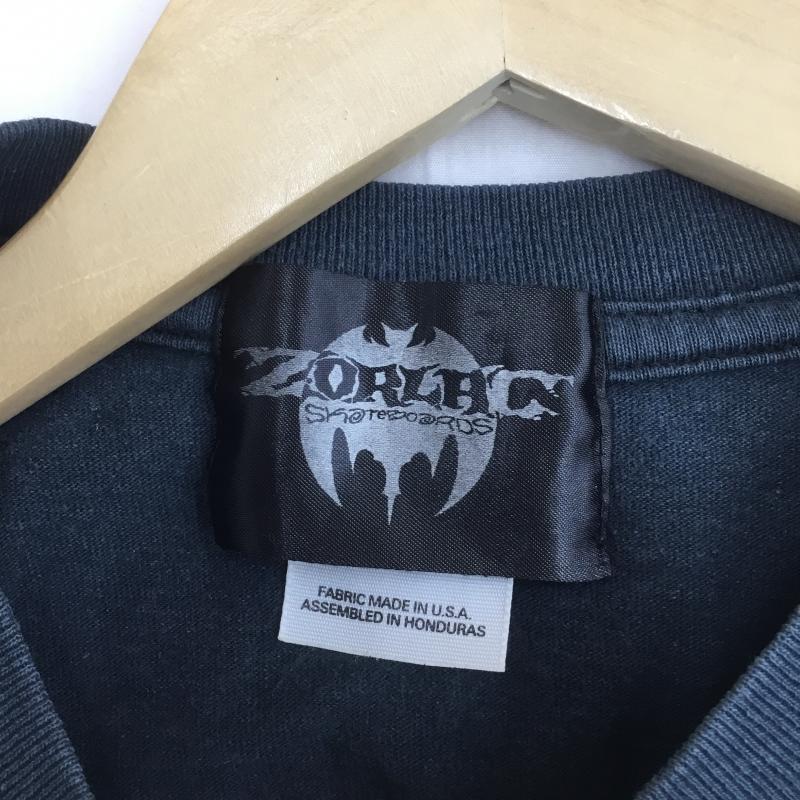 ZORLAC
SKateBoaRDS
FABRIC MADE IN U.S.A.
ASSEMBLED IN HONDURAS